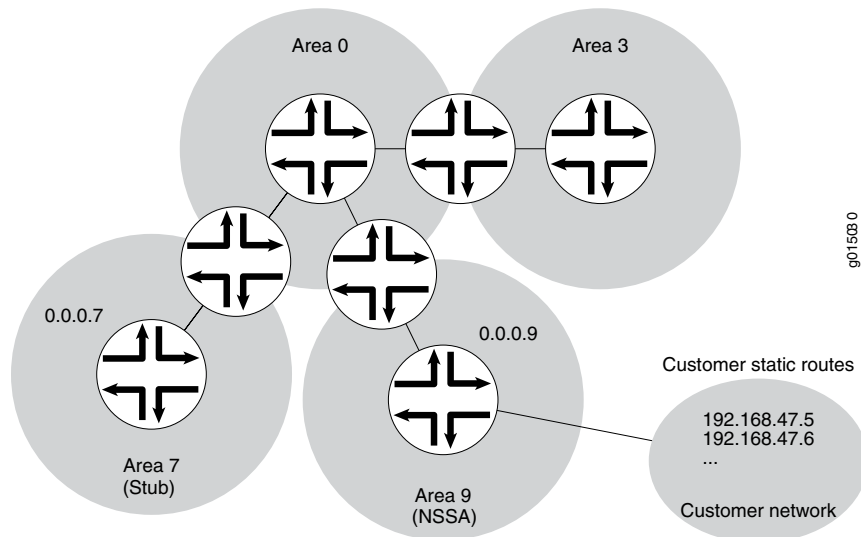 Area 0
Area 3
g015030
0.0.0.7
0.0.0.9
Customer static routes
192.168.47.5
192.168.47.6
...
Area 7
(Stub)
Area 9
(NSSA)
Customer network